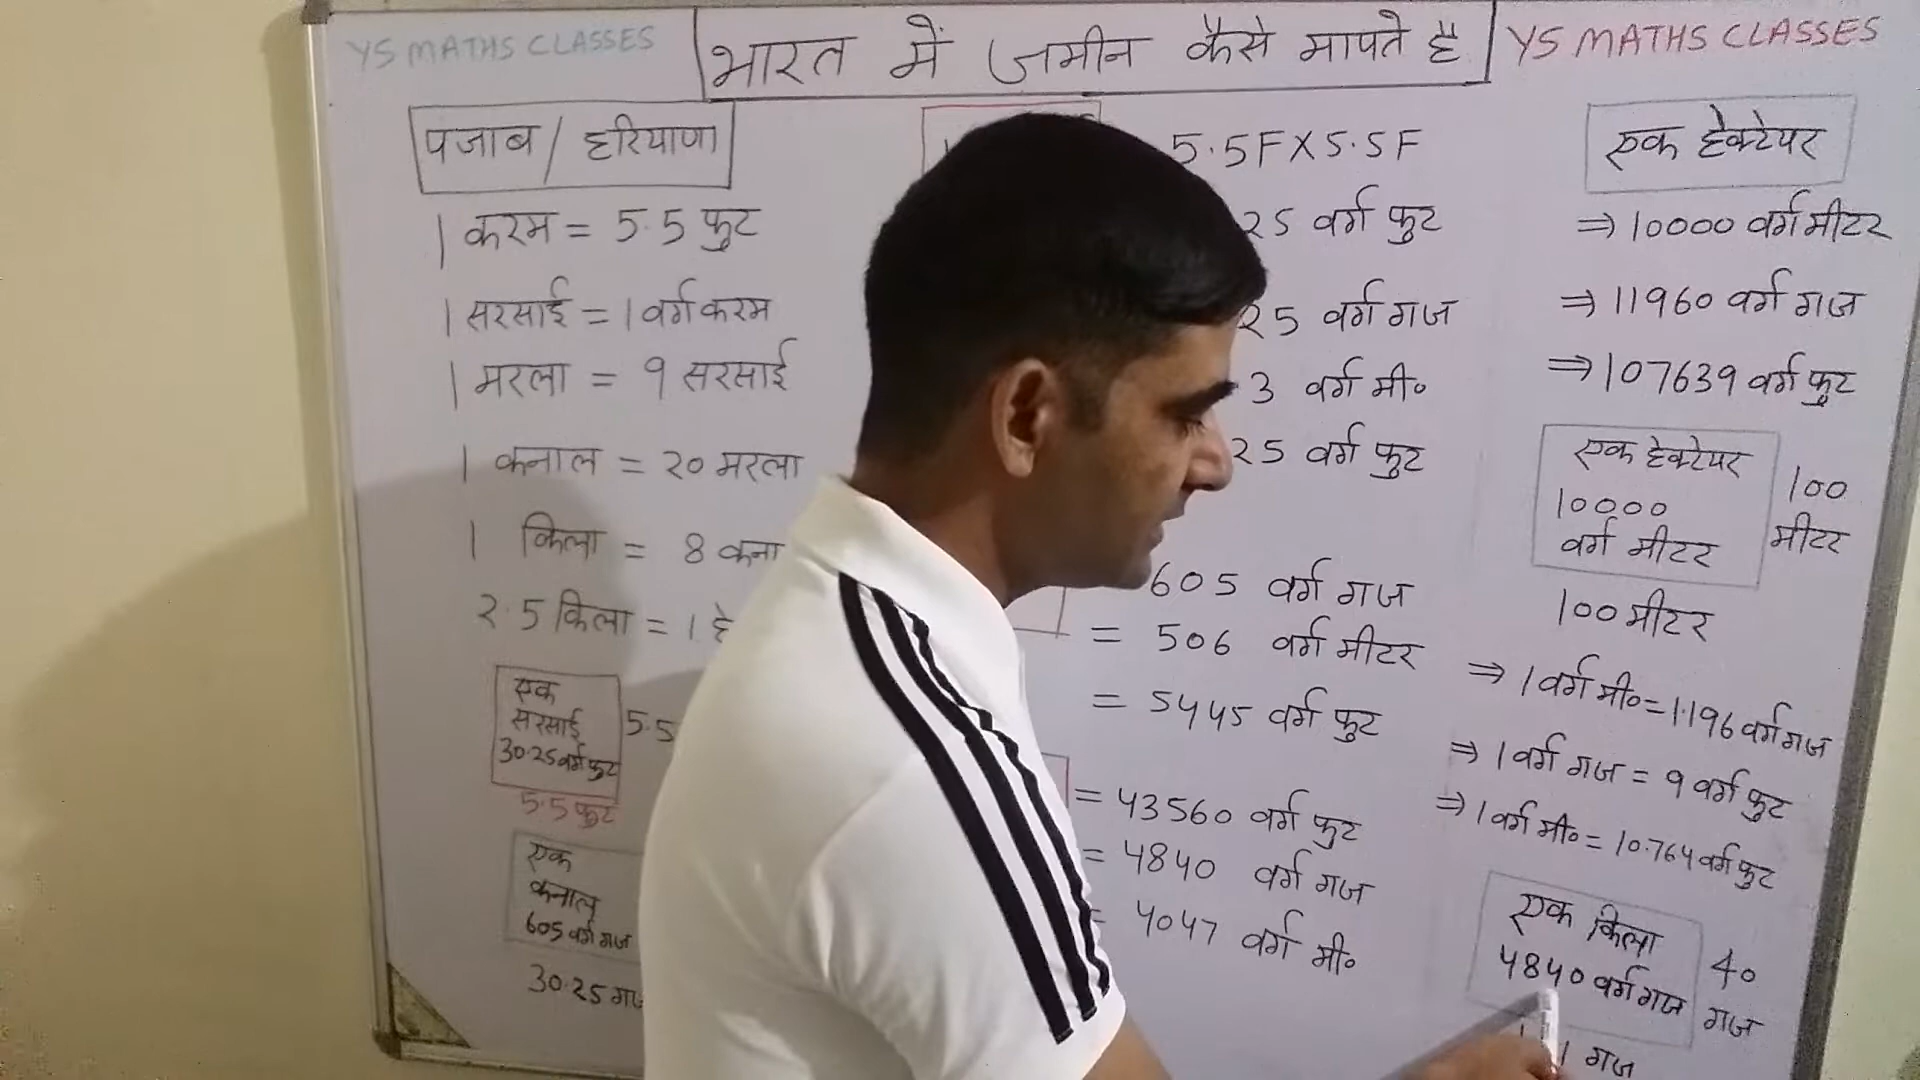 YS MATHS CLASSES
भारत में जमीन कैसे मापते है
YS MATHS CLASSES
पजाब / हरियाणा
1 करम = 5.5 फुट
1 सरसाई = 1 वर्ग करम
1 मरला = 9 सरसाई
1 कनाल = 20 मरला
1 किला = 8 कना
2.5 किला = 1 हे
एक
सरसाई
30.25 वर्ग फुट
5.5
5.5 फुट
एक
कनाल
605 वर्ग गज
30.25 गज
5.5F X 5.5F
25 वर्ग फुट
25 वर्ग गज
3 वर्ग मी०
25 वर्ग फुट
605 वर्ग गज
= 506 वर्ग मीटर
= 5445 वर्ग फुट
= 43560 वर्ग फुट
= 4840 वर्ग गज
= 4047 वर्ग मी०
एक हेक्टेयर
⇒ 10000 वर्ग मीटर
⇒ 11960 वर्ग गज
⇒ 107639 वर्ग फुट
एक हेक्टेयर
10000
वर्ग मीटर
100
मीटर
100 मीटर
⇒ 1 वर्ग मी० = 1.196 वर्ग गज
⇒ 1 वर्ग गज = 9 वर्ग फुट
⇒ 1 वर्ग मी० = 10.764 वर्ग फुट
एक किला
4840 वर्ग गज
40
गज
1 गज